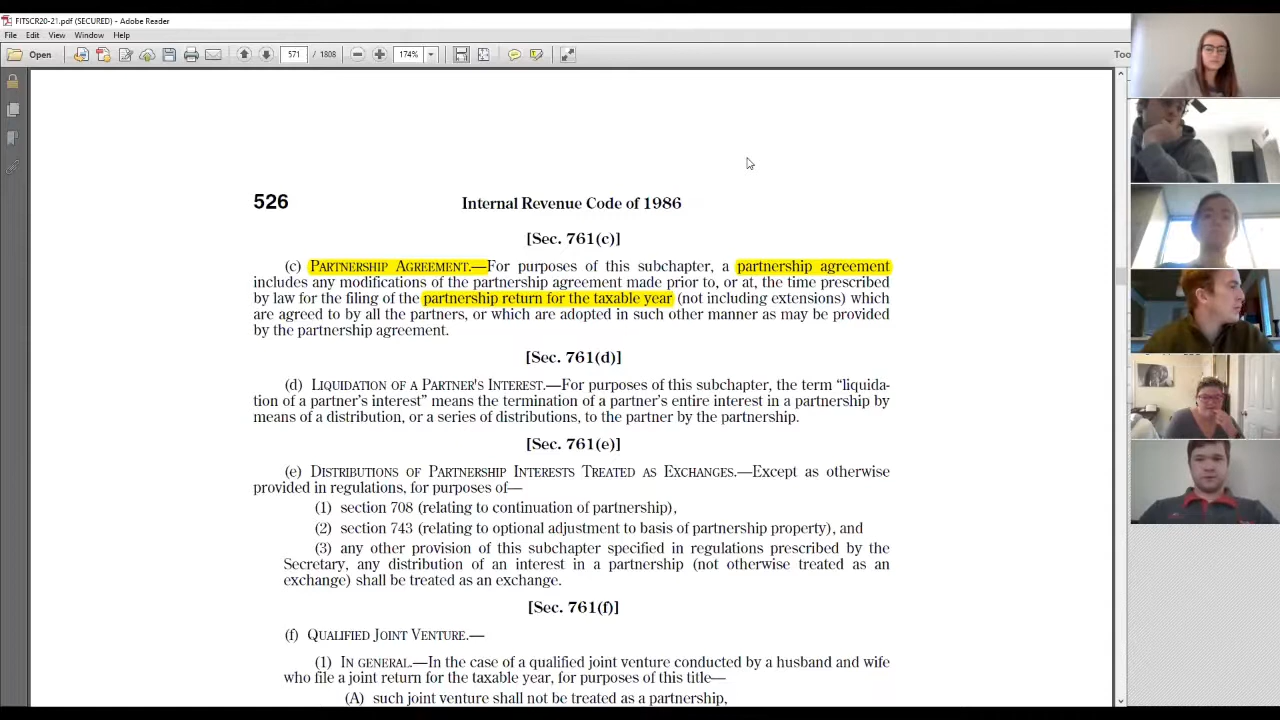 FITSCR20-21.pdf (SECURED) - Adobe Reader
File Edit View Window Help
Open 571 / 1808 174% Too
526 Internal Revenue Code of 1986
[Sec. 761(c)]
(c) PARTNERSHIP AGREEMENT.—For purposes of this subchapter, a partnership agreement
includes any modifications of the partnership agreement made prior to, or at, the time prescribed
by law for the filing of the partnership return for the taxable year (not including extensions) which
are agreed to by all the partners, or which are adopted in such other manner as may be provided
by the partnership agreement.
[Sec. 761(d)]
(d) LIQUIDATION OF A PARTNER'S INTEREST.—For purposes of this subchapter, the term “liquida-
tion of a partner's interest” means the termination of a partner's entire interest in a partnership by
means of a distribution, or a series of distributions, to the partner by the partnership.
[Sec. 761(e)]
(e) DISTRIBUTIONS OF PARTNERSHIP INTERESTS TREATED AS EXCHANGES.—Except as otherwise
provided in regulations, for purposes of—
(1) section 708 (relating to continuation of partnership),
(2) section 743 (relating to optional adjustment to basis of partnership property), and
(3) any other provision of this subchapter specified in regulations prescribed by the
Secretary, any distribution of an interest in a partnership (not otherwise treated as an
exchange) shall be treated as an exchange.
[Sec. 761(f)]
(f) QUALIFIED JOINT VENTURE.—
(1) IN GENERAL.—In the case of a qualified joint venture conducted by a husband and wife
who file a joint return for the taxable year, for purposes of this title—
(A) such joint venture shall not be treated as a partnership,